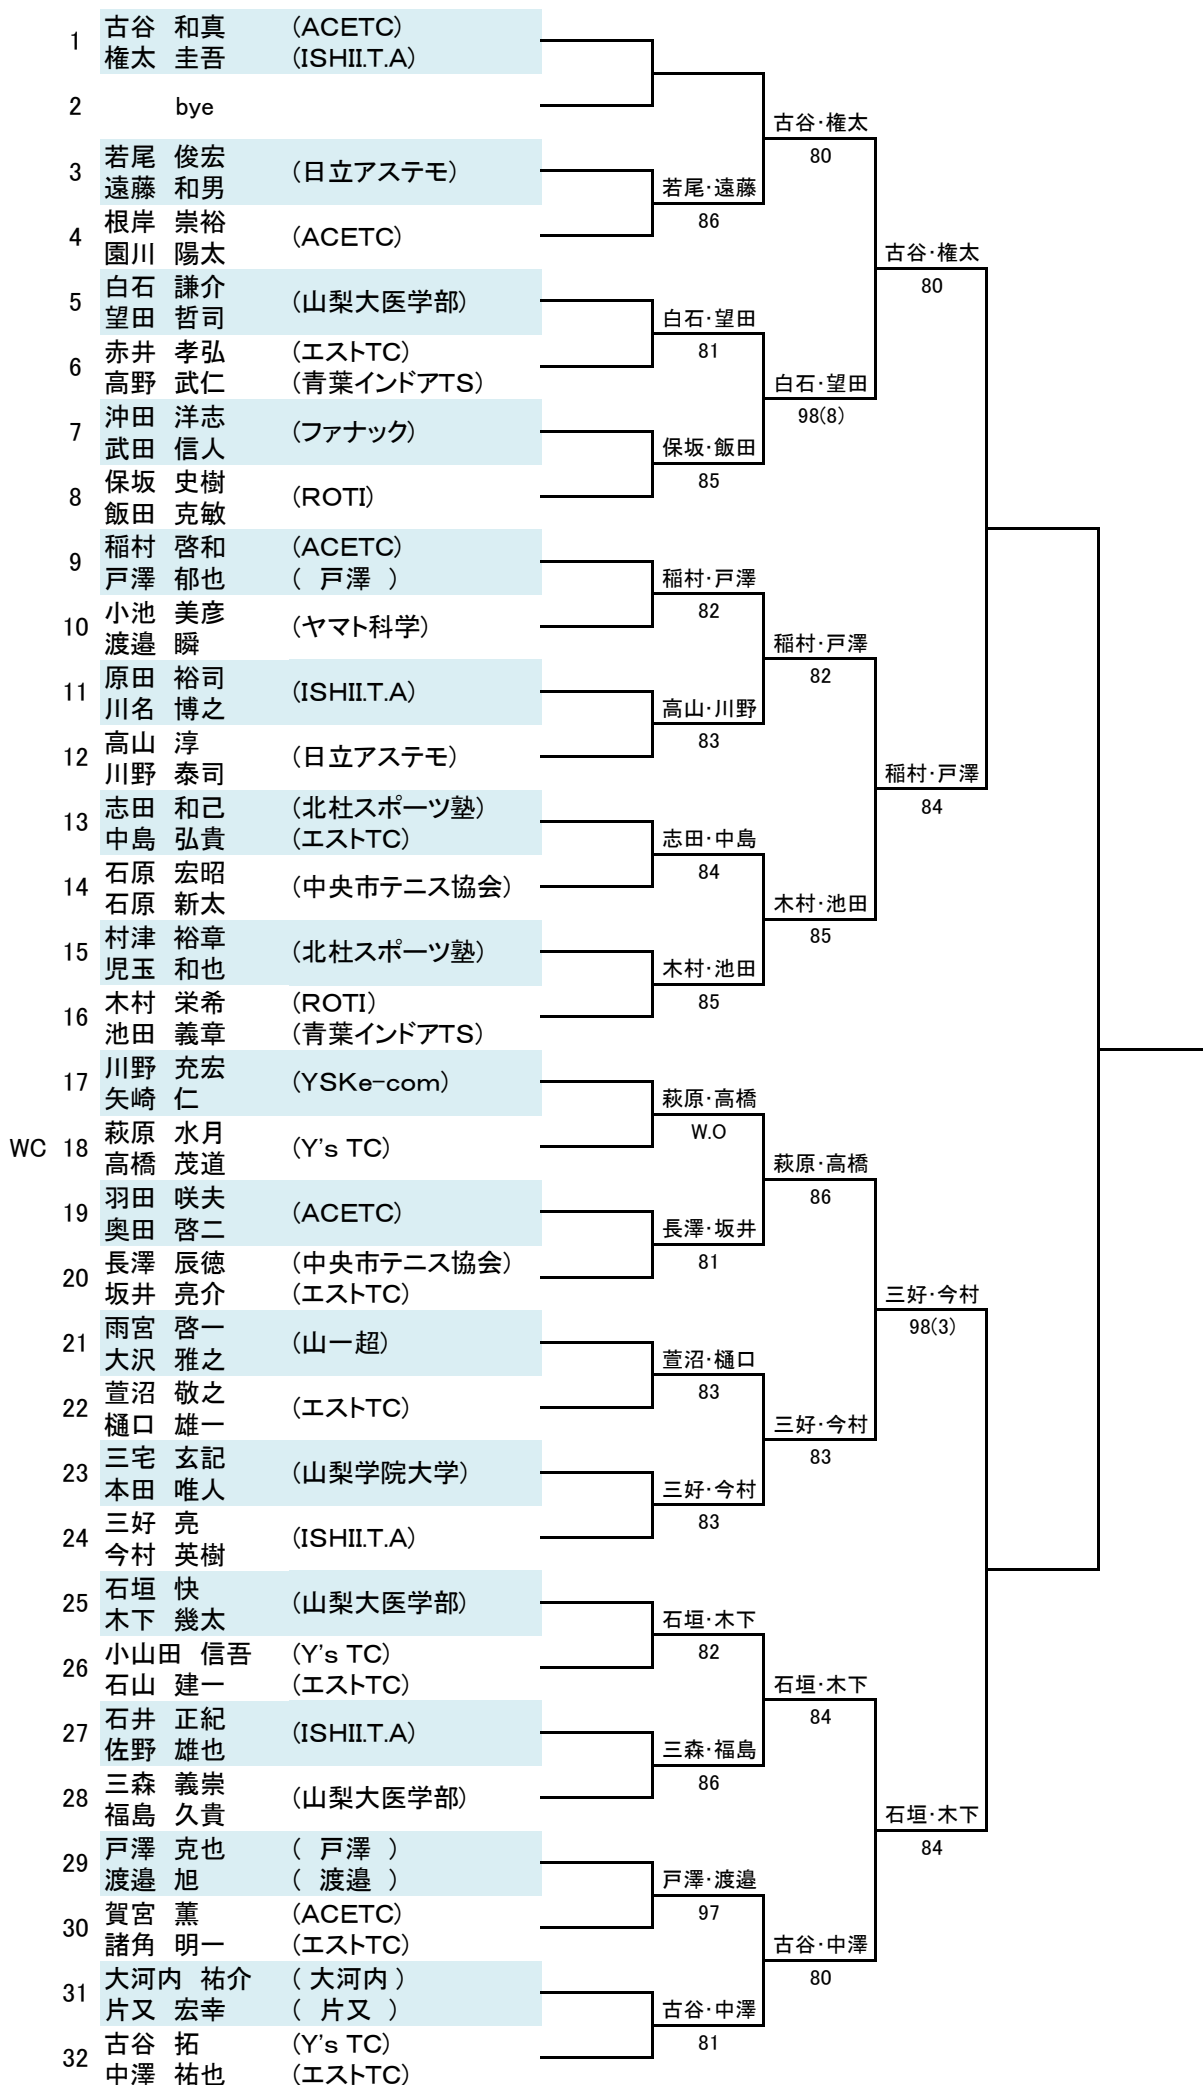 1 古谷 和真 (ACETC)
権太 圭吾 (ISHII.T.A)
2 bye
古谷・権太
80
3 若尾 俊宏 (日立アステモ)
遠藤 和男
若尾・遠藤
86
4 根岸 崇裕 (ACETC)
園川 陽太
古谷・権太
80
5 白石 謙介 (山梨大医学部)
望田 哲司
白石・望田
81
6 赤井 孝弘 (エストTC)
高野 武仁 (青葉インドアTS)
白石・望田
98(8)
7 沖田 洋志 (ファナック)
武田 信人
保坂・飯田
85
8 保坂 史樹 (ROTI)
飯田 克敏
9 稲村 啓和 (ACETC)
戸澤 郁也 ( 戸澤 )
稲村・戸澤
82
10 小池 美彦 (ヤマト科学)
渡邉 瞬
稲村・戸澤
82
11 原田 裕司 (ISHII.T.A)
川名 博之
高山・川野
83
12 高山 淳 (日立アステモ)
川野 泰司
稲村・戸澤
84
13 志田 和己 (北杜スポーツ塾)
中島 弘貴 (エストTC)
志田・中島
84
14 石原 宏昭 (中央市テニス協会)
石原 新太
木村・池田
85
15 村津 裕章 (北杜スポーツ塾)
児玉 和也
木村・池田
85
16 木村 栄希 (ROTI)
池田 義章 (青葉インドアTS)
17 川野 充宏 (YSKe-com)
矢崎 仁
萩原・高橋
W.O
WC 18 萩原 水月 (Y's TC)
高橋 茂道
萩原・高橋
86
19 羽田 咲夫 (ACETC)
奥田 啓二
長澤・坂井
81
20 長澤 辰徳 (中央市テニス協会)
坂井 亮介 (エストTC)
三好・今村
98(3)
21 雨宮 啓一 (山一超)
大沢 雅之
萱沼・樋口
83
22 萱沼 敬之 (エストTC)
樋口 雄一
三好・今村
83
23 三宅 玄記 (山梨学院大学)
本田 唯人
三好・今村
83
24 三好 亮 (ISHII.T.A)
今村 英樹
25 石垣 快 (山梨大医学部)
木下 幾太
石垣・木下
82
26 小山田 信吾 (Y's TC)
石山 建一 (エストTC)
石垣・木下
84
27 石井 正紀 (ISHII.T.A)
佐野 雄也
三森・福島
86
28 三森 義崇 (山梨大医学部)
福島 久貴
石垣・木下
84
29 戸澤 克也 ( 戸澤 )
渡邉 旭 ( 渡邉 )
戸澤・渡邉
97
30 賀宮 薫 (ACETC)
諸角 明一 (エストTC)
古谷・中澤
80
31 大河内 祐介 ( 大河内 )
片又 宏幸 ( 片又 )
古谷・中澤
81
32 古谷 拓 (Y's TC)
中澤 祐也 (エストTC)